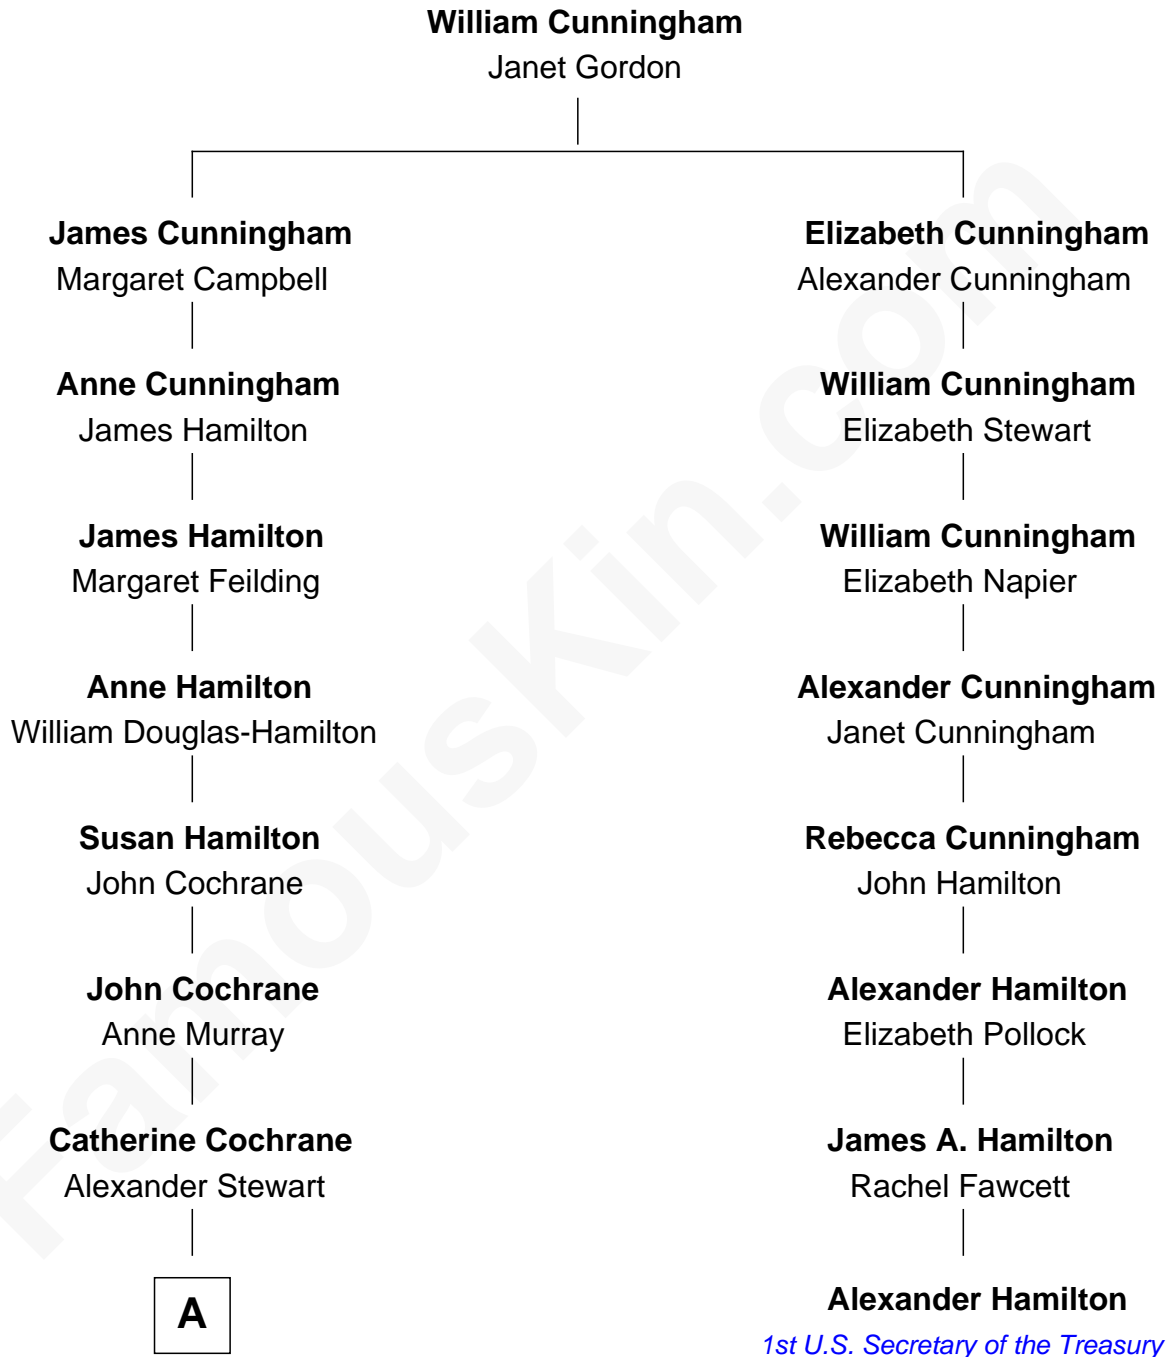 William Cunningham
Janet Gordon
James Cunningham
Margaret Campbell
Elizabeth Cunningham
Alexander Cunningham
Anne Cunningham
James Hamilton
William Cunningham
Elizabeth Stewart
James Hamilton
Margaret Feilding
William Cunningham
Elizabeth Napier
Anne Hamilton
William Douglas-Hamilton
Alexander Cunningham
Janet Cunningham
Susan Hamilton
John Cochrane
Rebecca Cunningham
John Hamilton
John Cochrane
Anne Murray
Alexander Hamilton
Elizabeth Pollock
Catherine Cochrane
Alexander Stewart
James A. Hamilton
Rachel Fawcett
A
Alexander Hamilton
1st U.S. Secretary of the Treasury
FamousKin.com